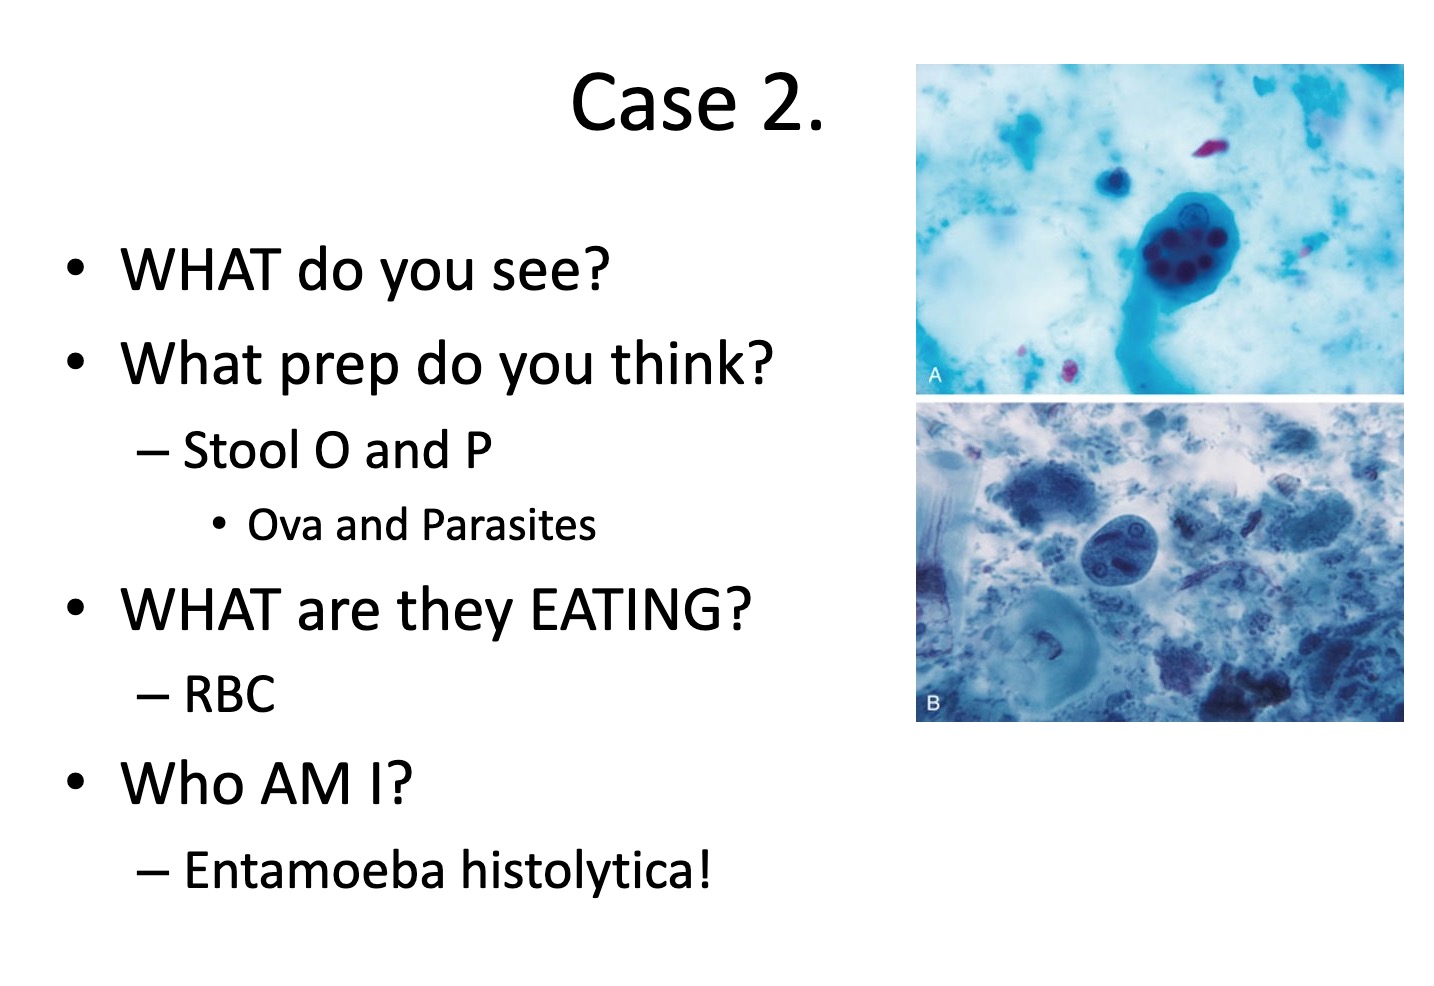 Case 2.
• WHAT do you see?
• What prep do you think?
– Stool O and P
• Ova and Parasites
• WHAT are they EATING?
– RBC
• Who AM I?
– Entamoeba histolytica!
A
B